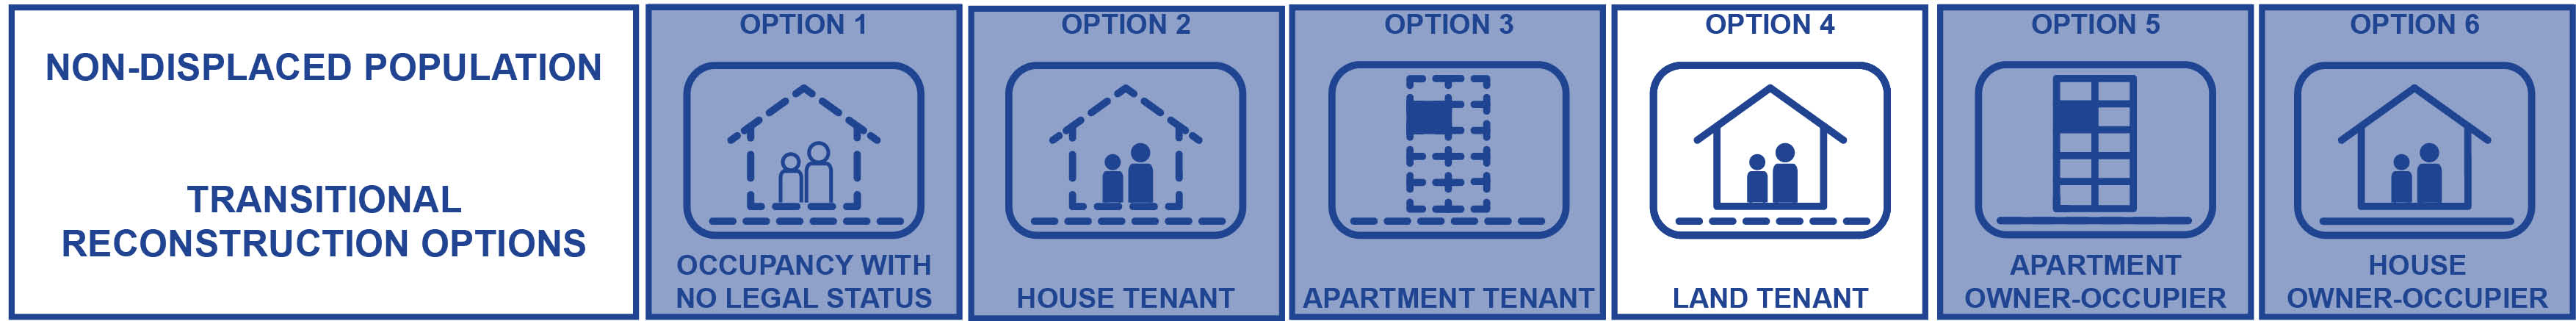 NON-DISPLACED POPULATION
TRANSITIONAL
RECONSTRUCTION OPTIONS
OPTION 1
OCCUPANCY WITH
NO LEGAL STATUS
OPTION 2
HOUSE TENANT
OPTION 3
APARTMENT TENANT
OPTION 4
LAND TENANT
OPTION 5
APARTMENT
OWNER-OCCUPIER
OPTION 6
HOUSE
OWNER-OCCUPIER